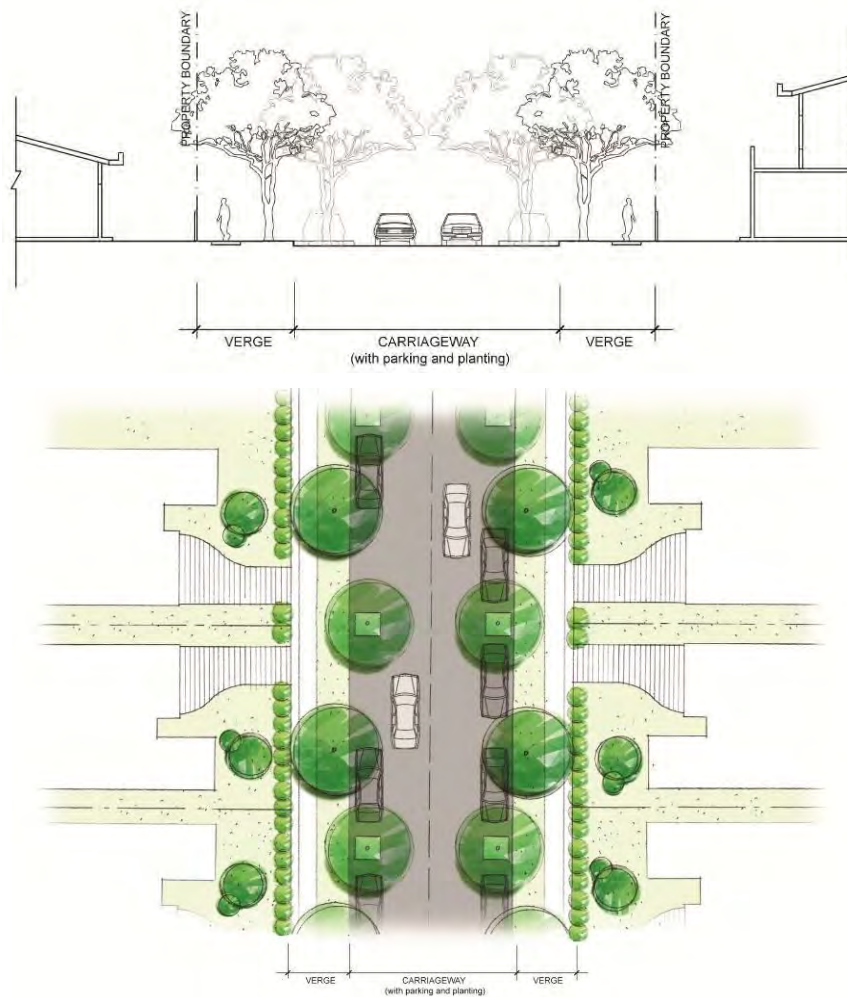 PROPERTY BOUNDARY
PROPERTY BOUNDARY
VERGE
CARRIAGEWAY
(with parking and planting)
VERGE
VERGE
CARRIAGEWAY
(with parking and planting)
VERGE